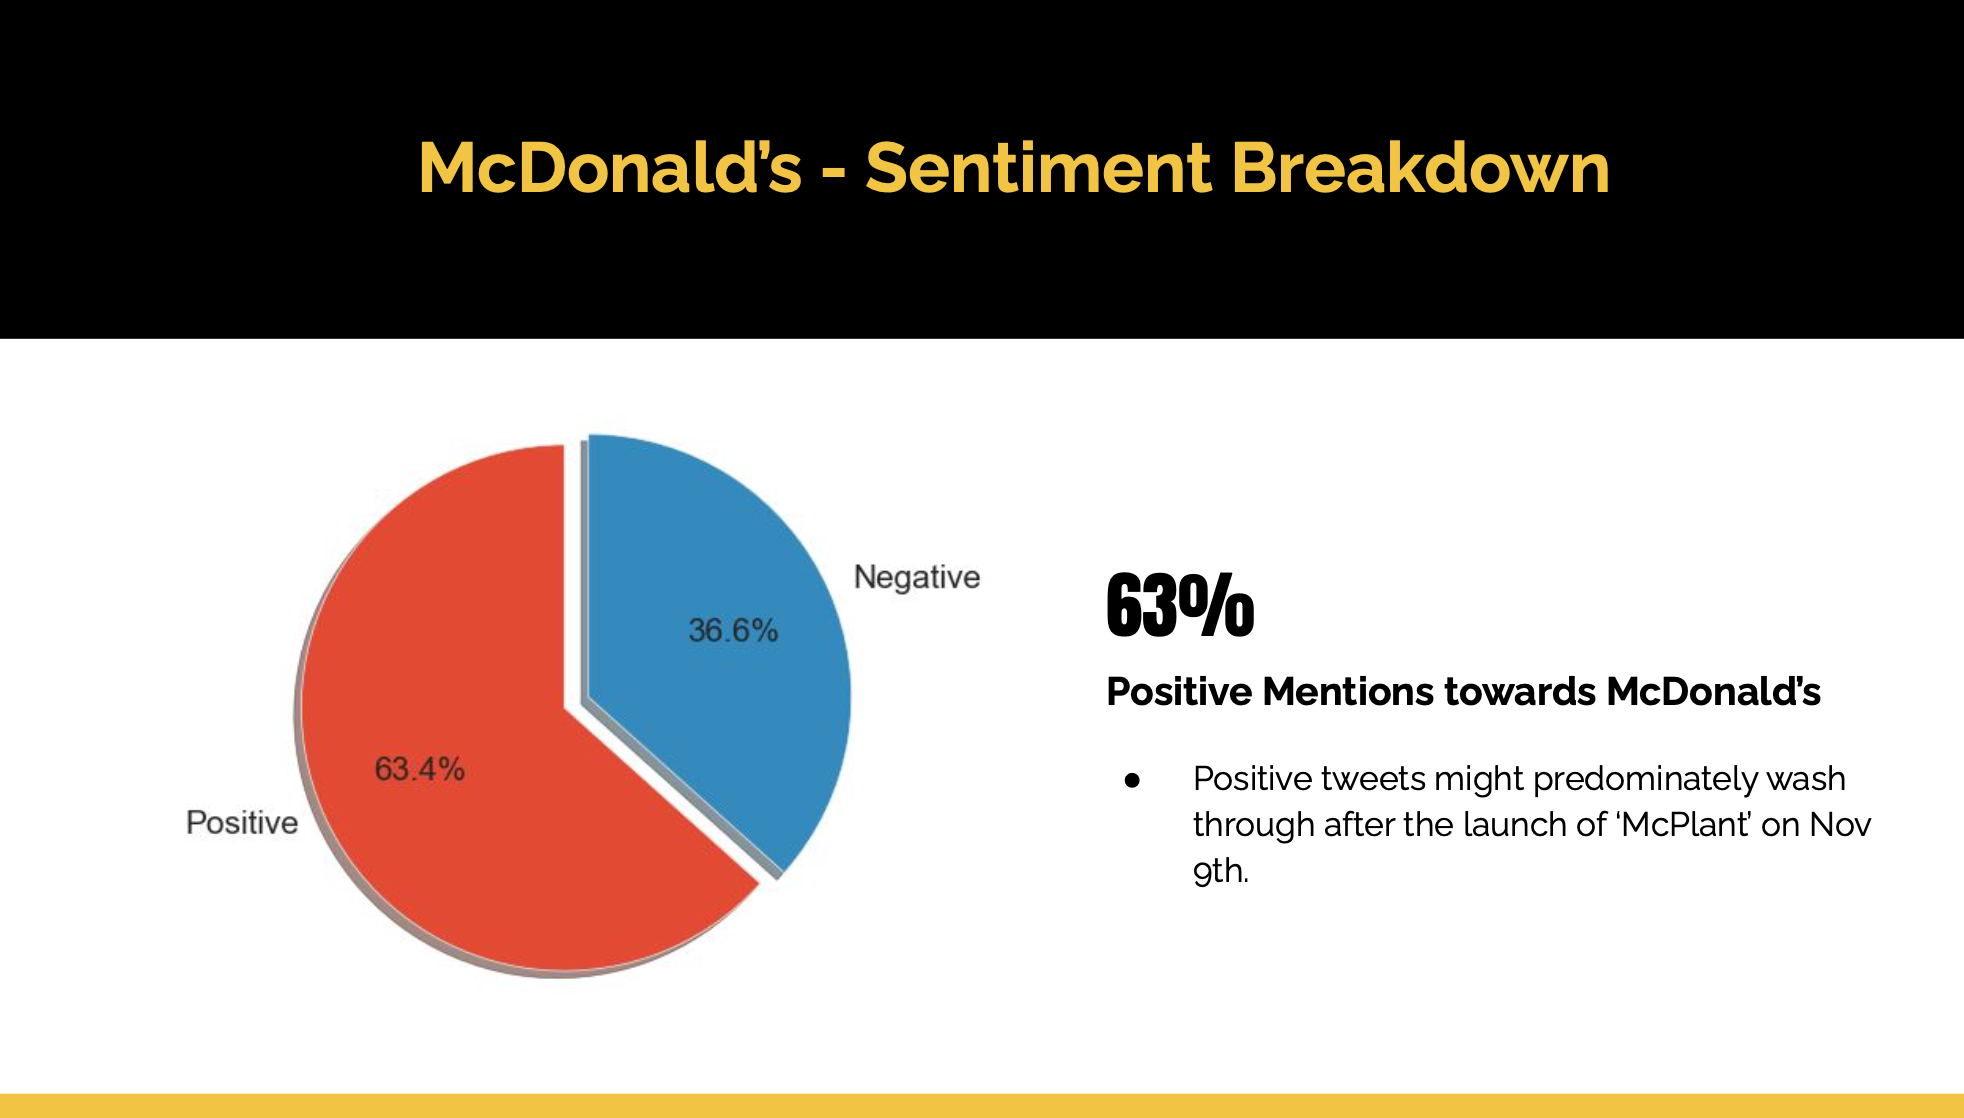 McDonald’s - Sentiment Breakdown
Negative
36.6%
63.4%
Positive
63%
Positive Mentions towards McDonald’s
● Positive tweets might predominately wash
through after the launch of ‘McPlant’ on Nov
9th.